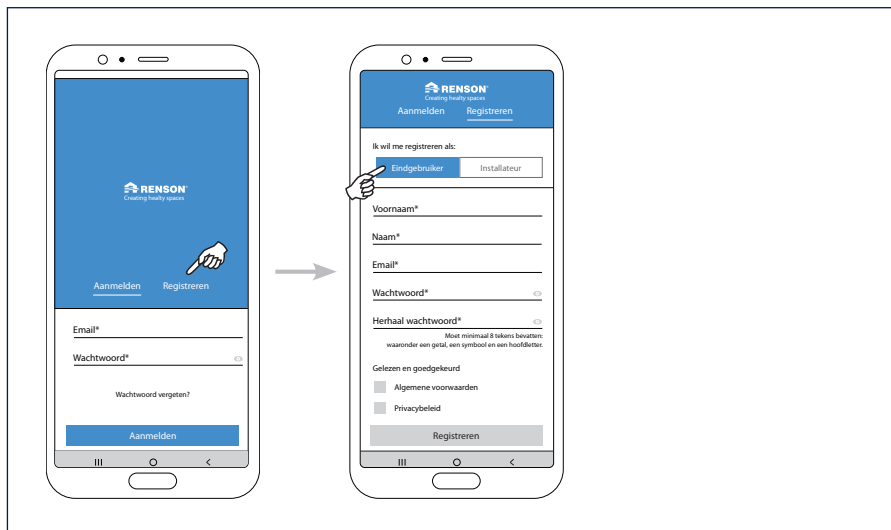 RENSON
Creating healty spaces
Aanmelden Registreren
Email*
Wachtwoord*
Wachtwoord vergeten?
Aanmelden
RENSON
Creating healty spaces
Aanmelden Registreren
Ik wil me registreren als:
Eindgebruiker Installateur
Voornaam*
Naam*
Email*
Wachtwoord*
Herhaal wachtwoord*
Moet minimaal 8 tekens bevatten:
waaronder een getal, een symbool en een hoofdletter.
Gelezen en goedgekeurd
Algemene voorwaarden
Privacybeleid
Registreren